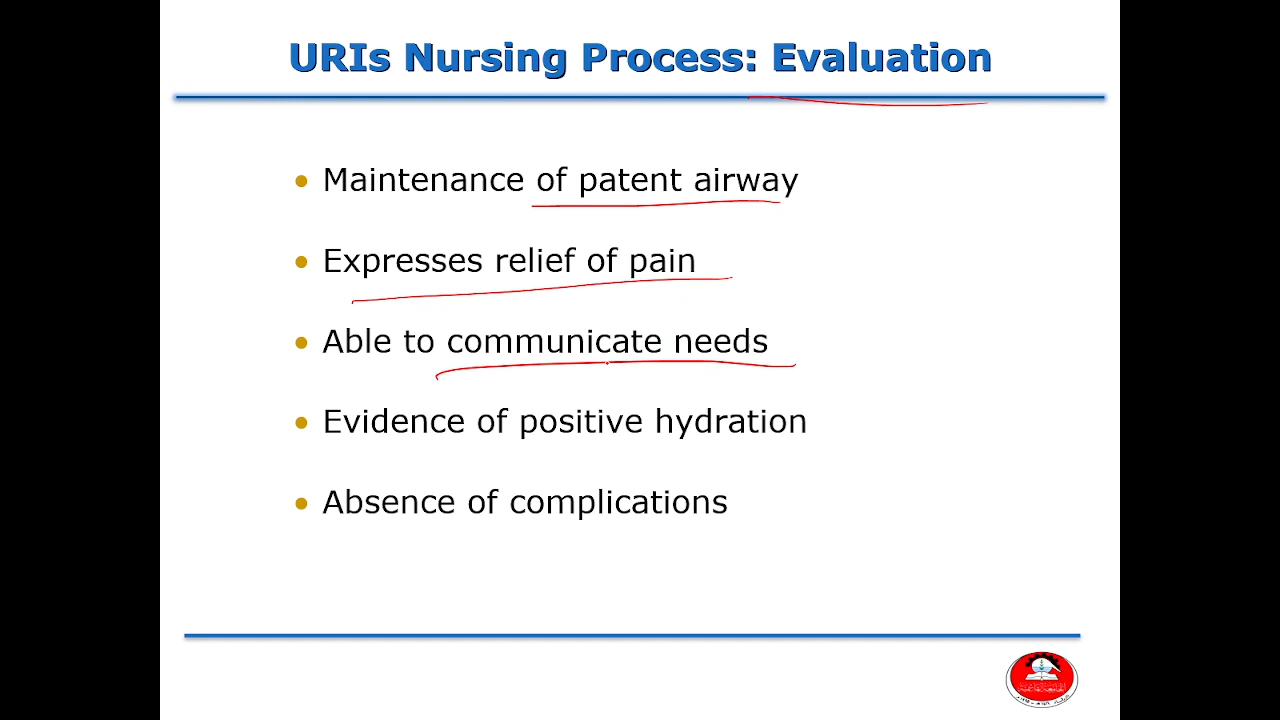 URIs Nursing Process: Evaluation
• Maintenance of patent airway
• Expresses relief of pain
• Able to communicate needs
• Evidence of positive hydration
• Absence of complications